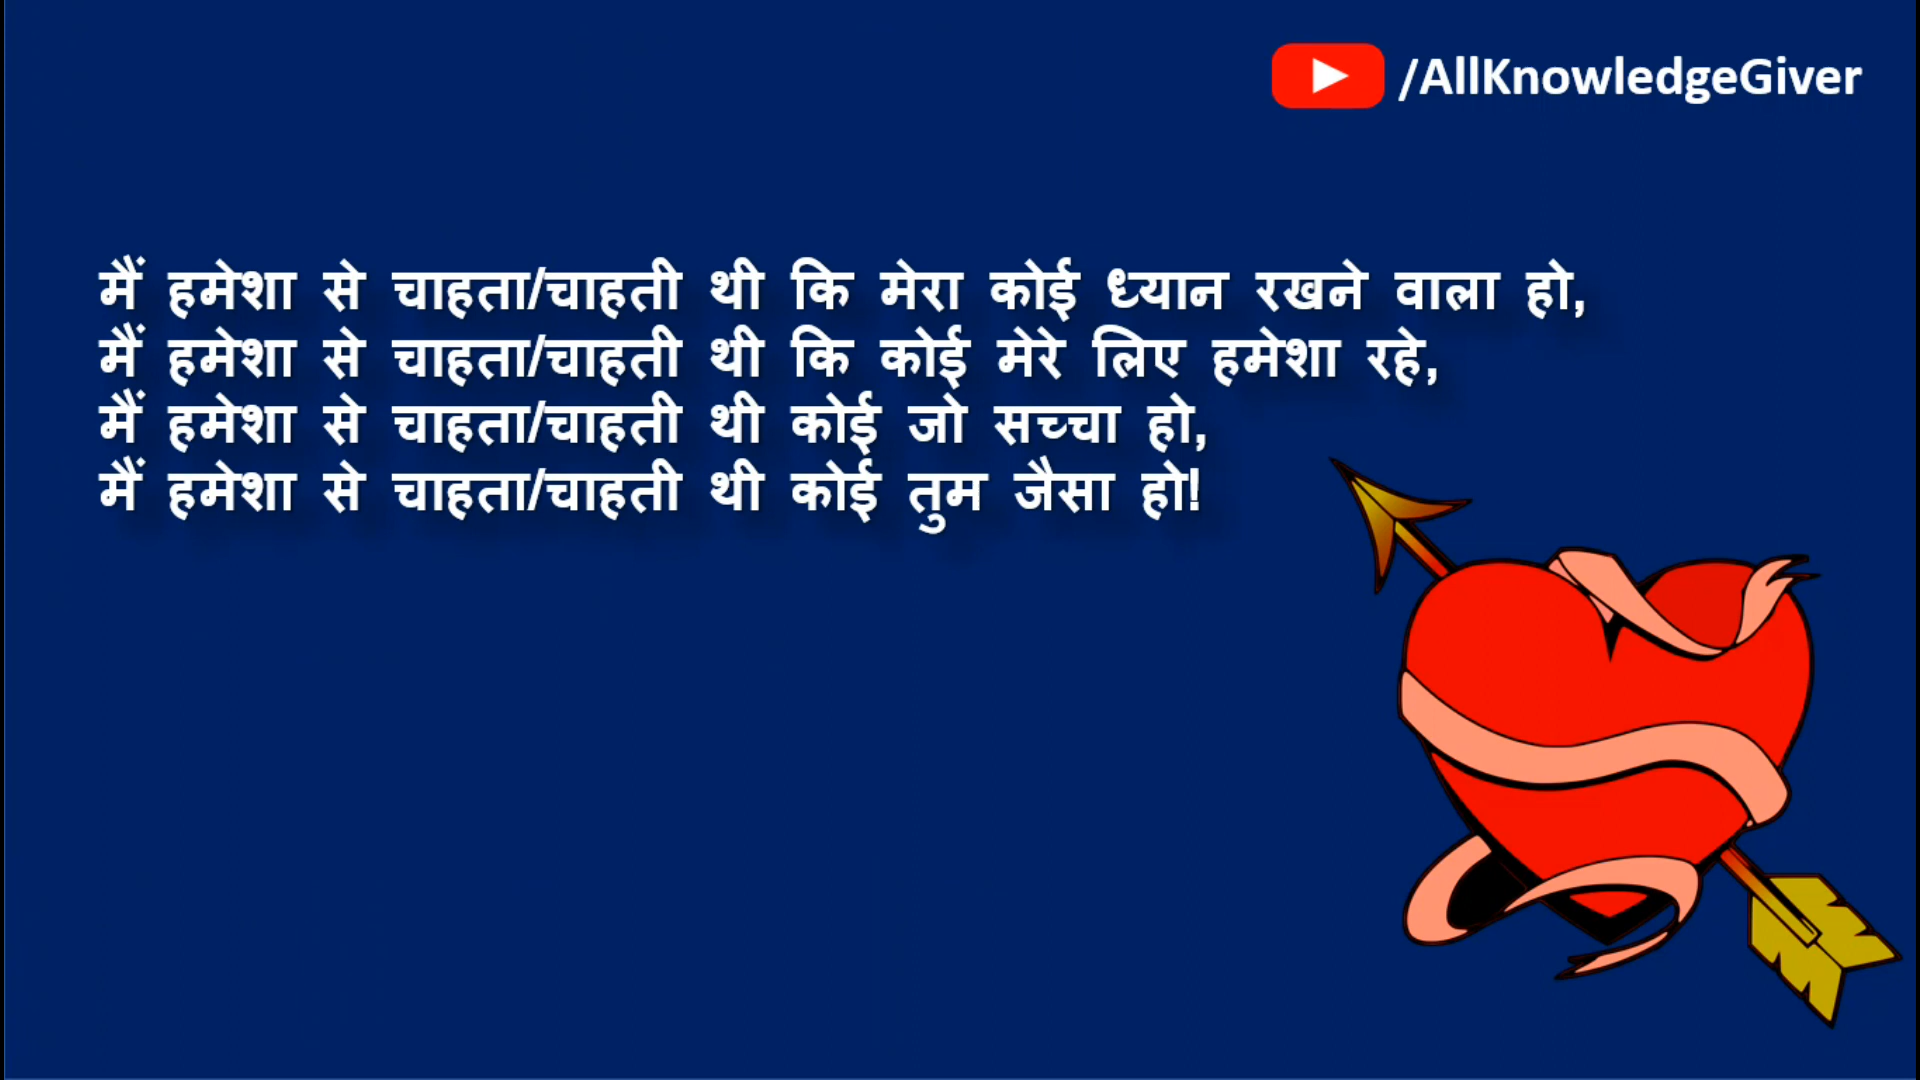 /AllKnowledgeGiver
मैं हमेशा से चाहता/चाहती थी कि मेरा कोई ध्यान रखने वाला हो,
मैं हमेशा से चाहता/चाहती थी कि कोई मेरे लिए हमेशा रहे,
मैं हमेशा से चाहता/चाहती थी कोई जो सच्चा हो,
मैं हमेशा से चाहता/चाहती थी कोई तुम जैसा हो!